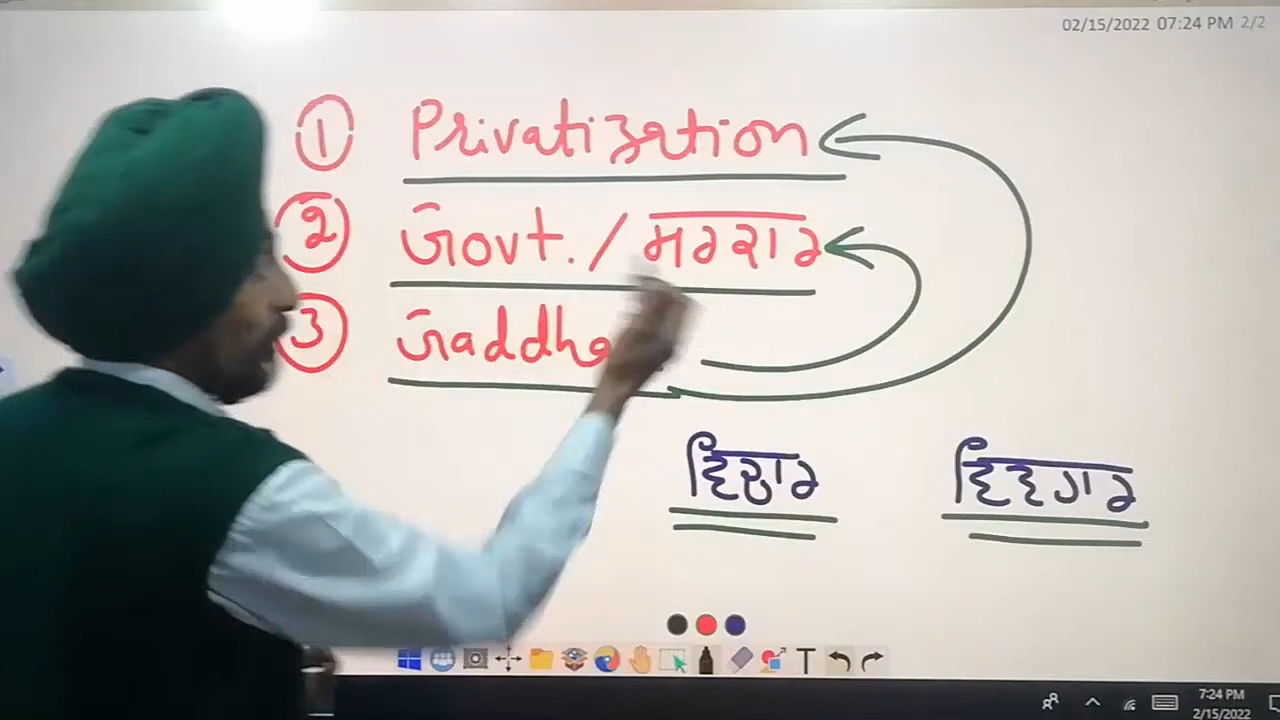 02/15/2022 07:24 PM 2/2
① Privatization
② Govt. / ਸਰਕਾਰ
③ Gaddha
ਵਿਚਾਰ ਵਿਵਹਾਰ
T
7:24 PM
2/15/2022